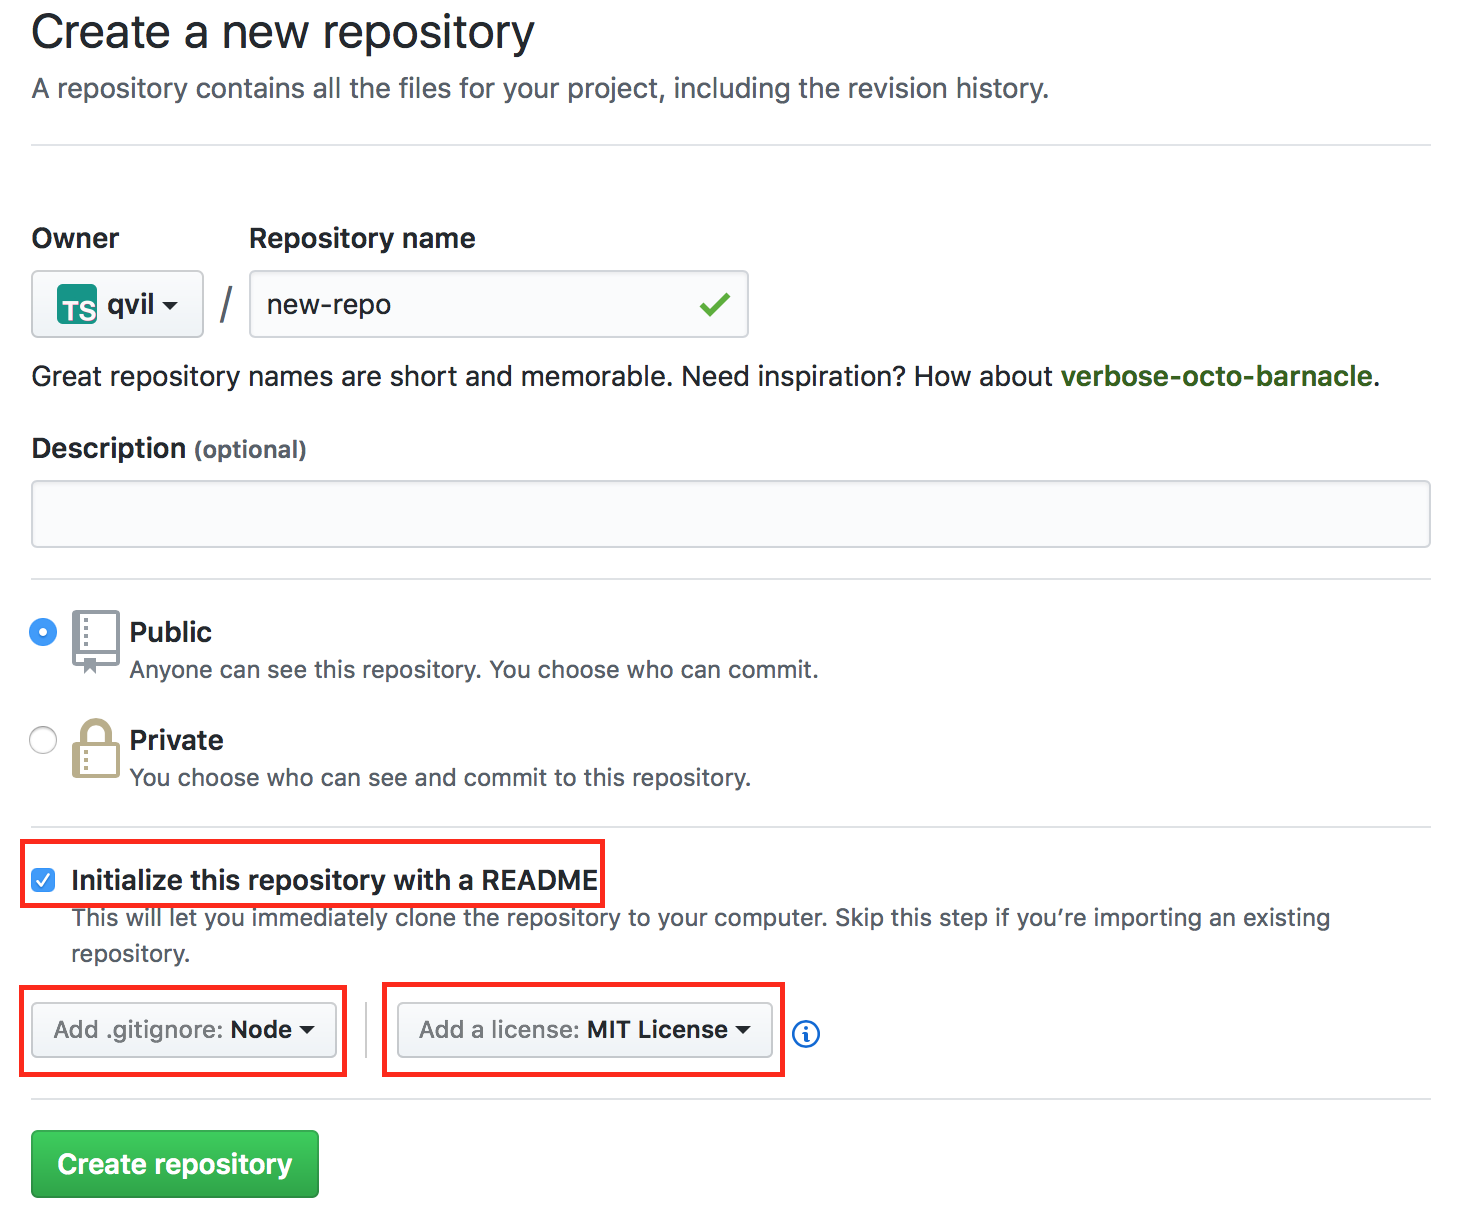 Create a new repository
A repository contains all the files for your project, including the revision history.
Owner
Repository name
TS qvil / new-repo
Great repository names are short and memorable. Need inspiration? How about verbose-octo-barnacle.
Description (optional)
Public
Anyone can see this repository. You choose who can commit.
Private
You choose who can see and commit to this repository.
Initialize this repository with a README
This will let you immediately clone the repository to your computer. Skip this step if you’re importing an existing
repository.
Add .gitignore: Node
Add a license: MIT License
Create repository